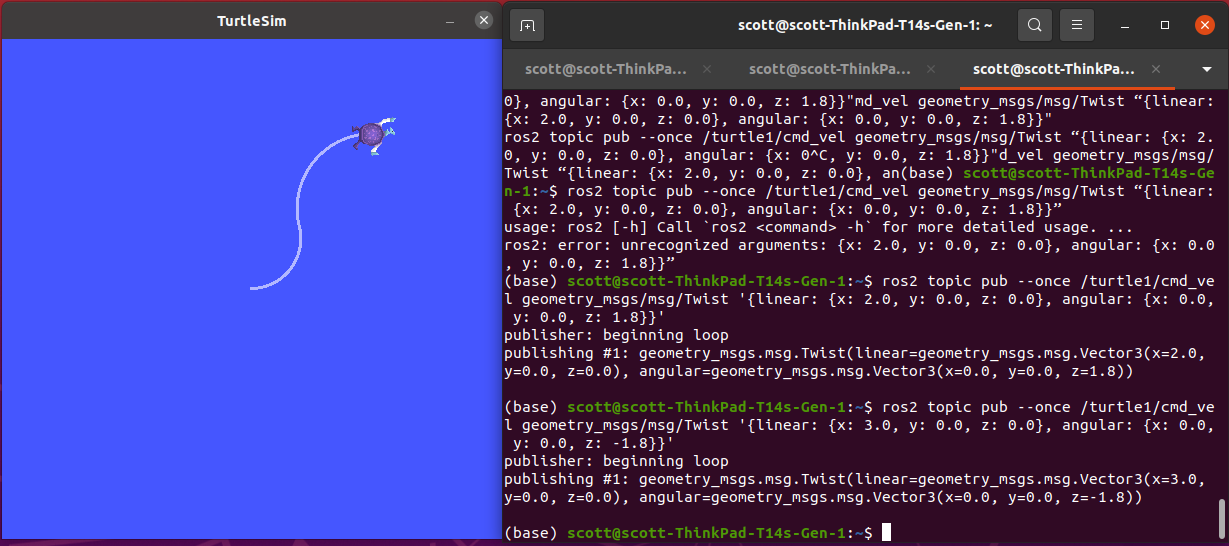 TurtleSim
scott@scott-ThinkPad-T14s-Gen-1: ~
scott@scott-ThinkPa...
scott@scott-ThinkPa...
scott@scott-ThinkPa...
0}, angular: {x: 0.0, y: 0.0, z: 1.8}}"md_vel geometry_msgs/msg/Twist “{linear:
{x: 2.0, y: 0.0, z: 0.0}, angular: {x: 0.0, y: 0.0, z: 1.8}}"
ros2 topic pub --once /turtle1/cmd_vel geometry_msgs/msg/Twist “{linear: {x: 2.
0, y: 0.0, z: 0.0}, angular: {x: 0^C, y: 0.0, z: 1.8}}"d_vel geometry_msgs/msg/
Twist “{linear: {x: 2.0, y: 0.0, z: 0.0}, an(base) scott@scott-ThinkPad-T14s-Ge
n-1:~$ ros2 topic pub --once /turtle1/cmd_vel geometry_msgs/msg/Twist “{linear:
{x: 2.0, y: 0.0, z: 0.0}, angular: {x: 0.0, y: 0.0, z: 1.8}}”
usage: ros2 [-h] Call `ros2 <command> -h` for more detailed usage. ...
ros2: error: unrecognized arguments: {x: 2.0, y: 0.0, z: 0.0}, angular: {x: 0.0
, y: 0.0, z: 1.8}}”
(base) scott@scott-ThinkPad-T14s-Gen-1:~$ ros2 topic pub --once /turtle1/cmd_ve
l geometry_msgs/msg/Twist '{linear: {x: 2.0, y: 0.0, z: 0.0}, angular: {x: 0.0,
y: 0.0, z: 1.8}}'
publisher: beginning loop
publishing #1: geometry_msgs.msg.Twist(linear=geometry_msgs.msg.Vector3(x=2.0,
y=0.0, z=0.0), angular=geometry_msgs.msg.Vector3(x=0.0, y=0.0, z=1.8))
(base) scott@scott-ThinkPad-T14s-Gen-1:~$ ros2 topic pub --once /turtle1/cmd_ve
l geometry_msgs/msg/Twist '{linear: {x: 3.0, y: 0.0, z: 0.0}, angular: {x: 0.0,
y: 0.0, z: -1.8}}'
publisher: beginning loop
publishing #1: geometry_msgs.msg.Twist(linear=geometry_msgs.msg.Vector3(x=3.0,
y=0.0, z=0.0), angular=geometry_msgs.msg.Vector3(x=0.0, y=0.0, z=-1.8))
(base) scott@scott-ThinkPad-T14s-Gen-1:~$